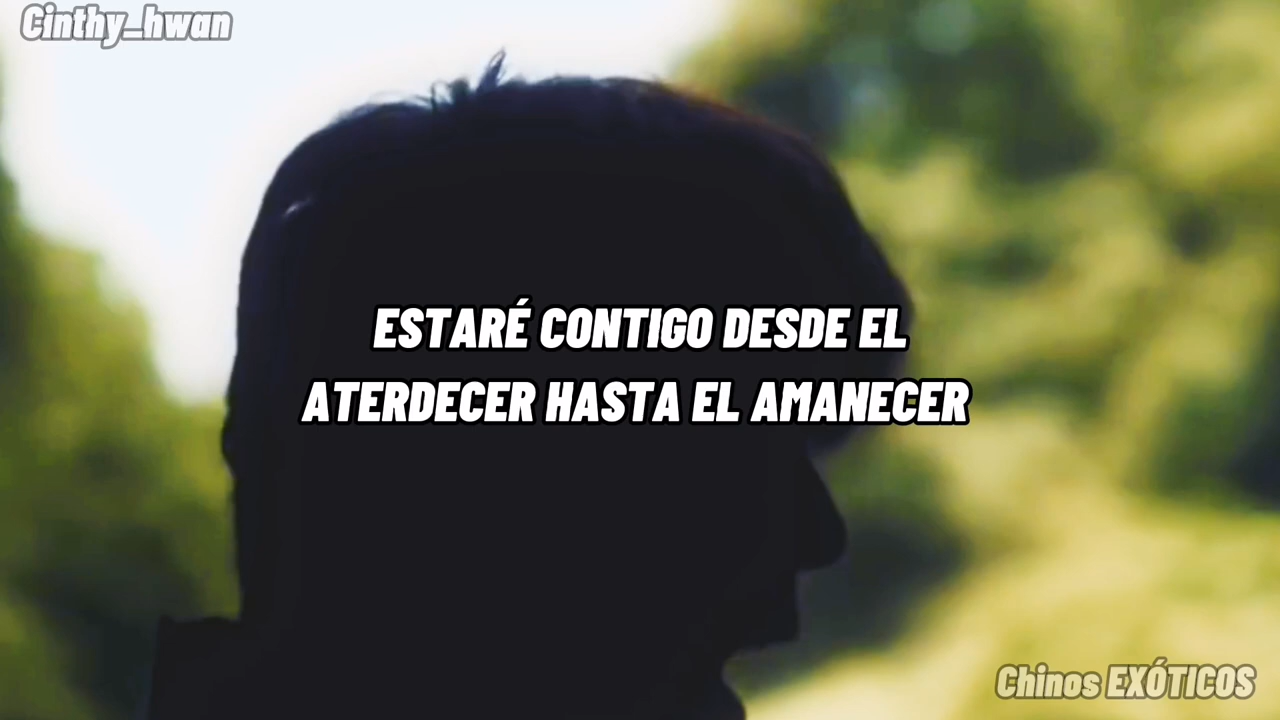 Cinthy_hwan
ESTARÉ CONTIGO DESDE EL
ATERDECER HASTA EL AMANECER
Chinos EXÓTICOS